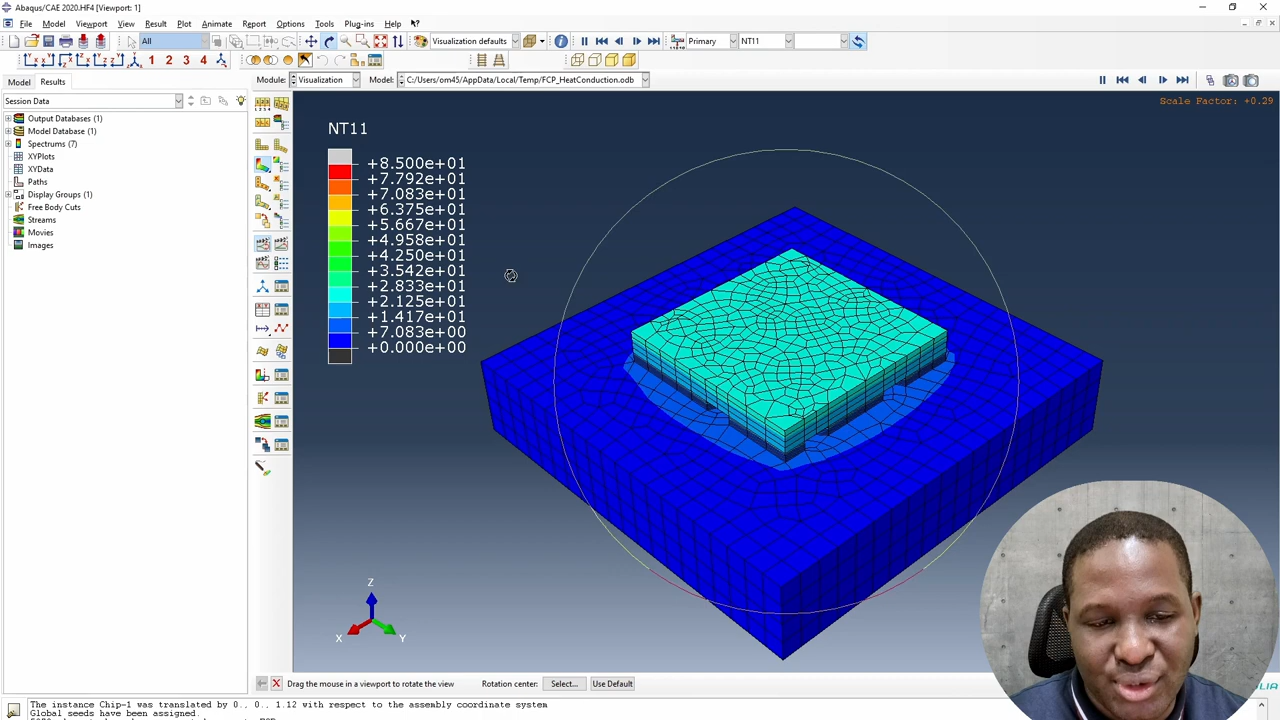 Abaqus/CAE 2020.HF4 [Viewport: 1]
File Model Viewport View Result Plot Animate Report Options Tools Plug-ins Help
All Visualization defaults Primary NT11
1 2 3 4
Model Results Module: Visualization Model: C:/Users/om45/AppData/Local/Temp/FCP_HeatConduction.odb
Session Data
Scale Factor: +0.29
Output Databases (1)
Model Database (1)
Spectrums (7)
XYPlots
XYData
Paths
Display Groups (1)
Free Body Cuts
Streams
Movies
Images
NT11
+8.500e+01
+7.792e+01
+7.083e+01
+6.375e+01
+5.667e+01
+4.958e+01
+4.250e+01
+3.542e+01
+2.833e+01
+2.125e+01
+1.417e+01
+7.083e+00
+0.000e+00
Z
X
Y
Drag the mouse in a viewport to rotate the view Rotation center: Select... Use Default
The instance Chip-1 was translated by 0., 0., 1.12 with respect to the assembly coordinate system
Global seeds have been assigned.